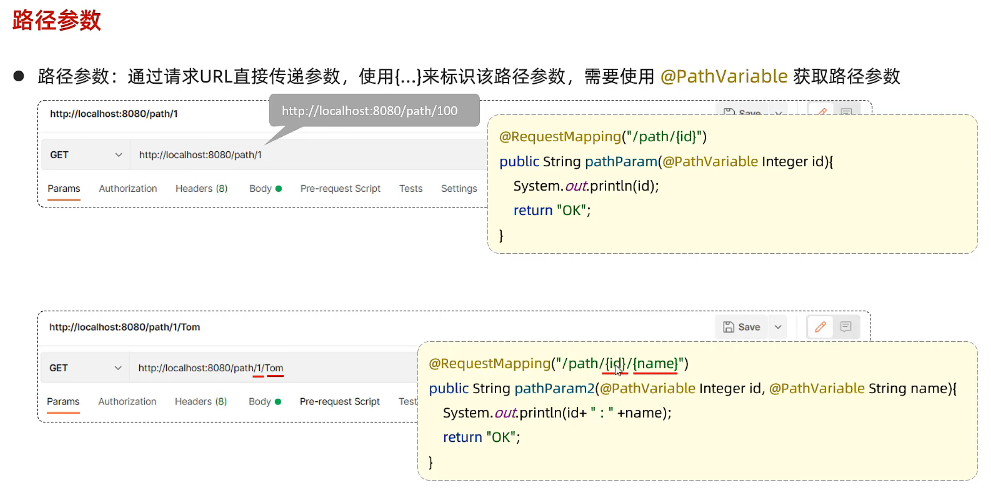 路径参数
● 路径参数：通过请求URL直接传递参数，使用{…}来标识该路径参数，需要使用 @PathVariable 获取路径参数
http://localhost:8080/path/1
http://localhost:8080/path/100
Save
GET
http://localhost:8080/path/1
Params Authorization Headers (8) Body Pre-request Script Tests Settings
@RequestMapping("/path/{id}")
public String pathParam(@PathVariable Integer id){
System.out.println(id);
return "OK";
}
http://localhost:8080/path/1/Tom
Save
GET
http://localhost:8080/path/1/Tom
Params Authorization Headers (8) Body Pre-request Script
@RequestMapping("/path/{id}/{name}")
public String pathParam2(@PathVariable Integer id, @PathVariable String name){
System.out.println(id+ " : " +name);
return "OK";
}